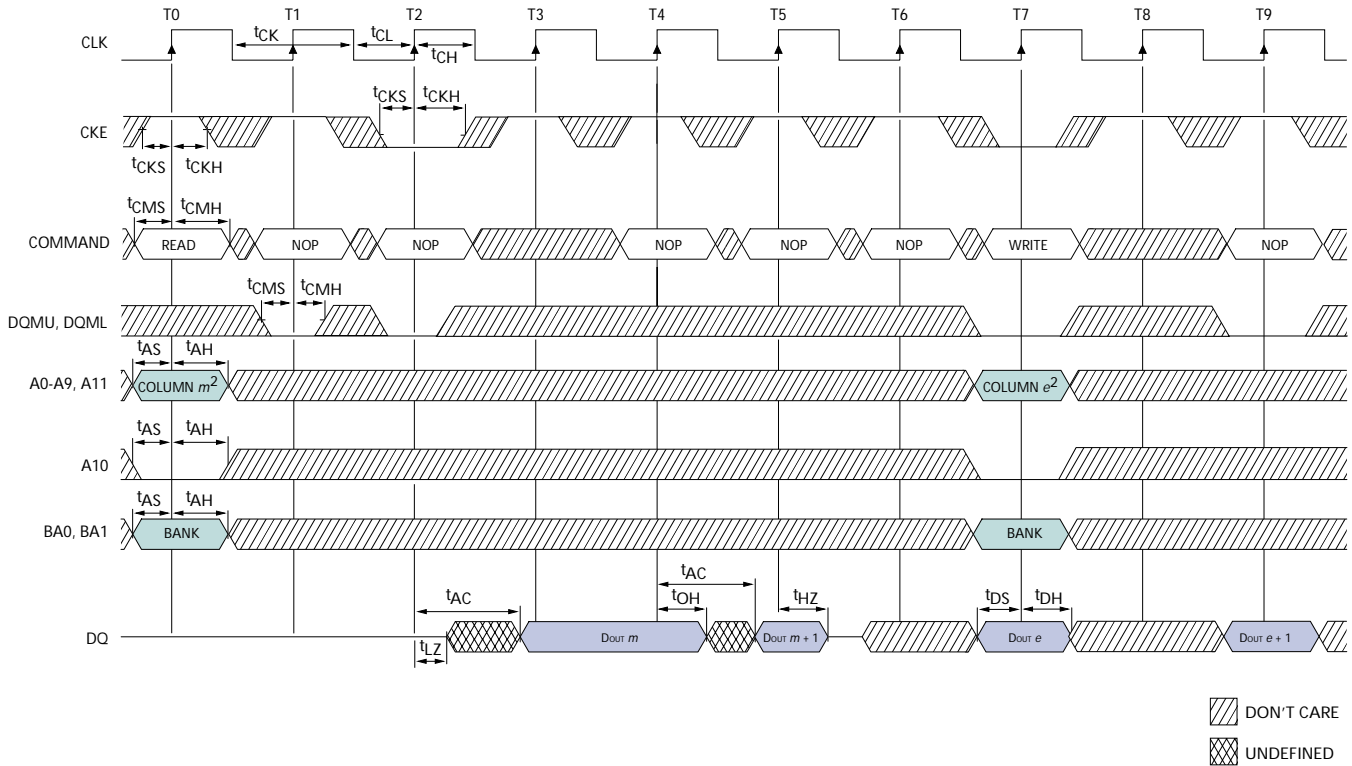 T0 T1 T2 T3 T4 T5 T6 T7 T8 T9
CLK
tCK tCL
tCH
tCKS tCKH
CKE
tCKS tCKH
tCMS tCMH
COMMAND READ NOP NOP NOP NOP NOP WRITE NOP
tCMS tCMH
DQMU, DQML
tAS tAH
A0-A9, A11 COLUMN m2 COLUMN e2
tAS tAH
A10
tAS tAH
BA0, BA1 BANK BANK
tAC tAC tOH tHZ tDS tDH
DQ DOUT m DOUT m + 1 DOUT e DOUT e + 1
tLZ
DON'T CARE
UNDEFINED